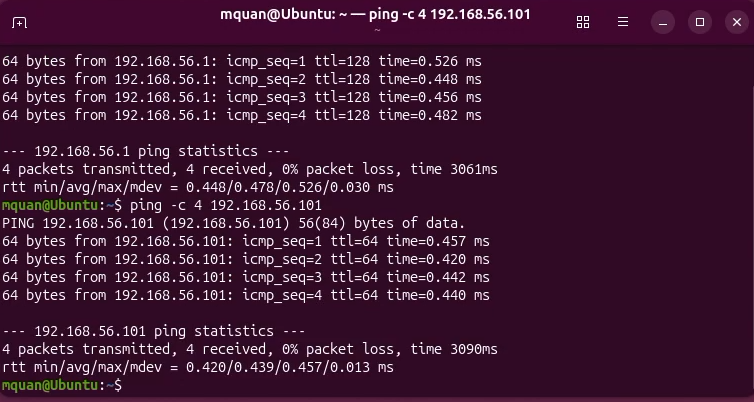 mquan@Ubuntu: ~ — ping -c 4 192.168.56.101
~
64 bytes from 192.168.56.1: icmp_seq=1 ttl=128 time=0.526 ms
64 bytes from 192.168.56.1: icmp_seq=2 ttl=128 time=0.448 ms
64 bytes from 192.168.56.1: icmp_seq=3 ttl=128 time=0.456 ms
64 bytes from 192.168.56.1: icmp_seq=4 ttl=128 time=0.482 ms
--- 192.168.56.1 ping statistics ---
4 packets transmitted, 4 received, 0% packet loss, time 3061ms
rtt min/avg/max/mdev = 0.448/0.478/0.526/0.030 ms
mquan@Ubuntu:~$ ping -c 4 192.168.56.101
PING 192.168.56.101 (192.168.56.101) 56(84) bytes of data.
64 bytes from 192.168.56.101: icmp_seq=1 ttl=64 time=0.457 ms
64 bytes from 192.168.56.101: icmp_seq=2 ttl=64 time=0.420 ms
64 bytes from 192.168.56.101: icmp_seq=3 ttl=64 time=0.442 ms
64 bytes from 192.168.56.101: icmp_seq=4 ttl=64 time=0.440 ms
--- 192.168.56.101 ping statistics ---
4 packets transmitted, 4 received, 0% packet loss, time 3090ms
rtt min/avg/max/mdev = 0.420/0.439/0.457/0.013 ms
mquan@Ubuntu:~$